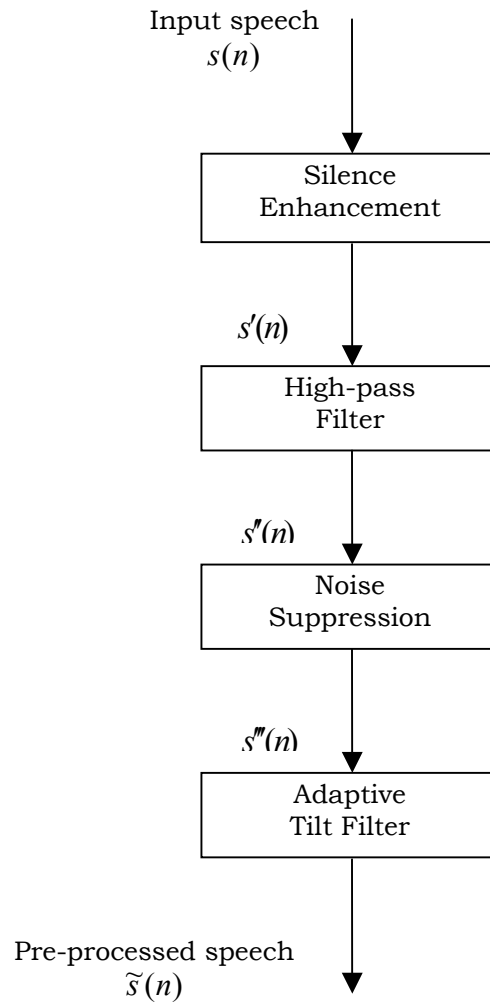 Input speech
s(n)
Silence
Enhancement
s′(n)
High-pass
Filter
s″(n)
Noise
Suppression
s‴(n)
Adaptive
Tilt Filter
Pre-processed speech
s̃(n)